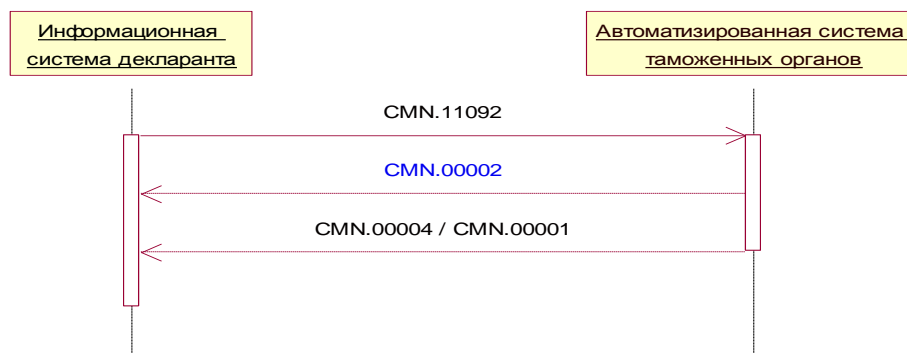 Информационная
система декларанта
Автоматизированная система
таможенных органов
CMN.11092
CMN.00002
CMN.00004 / CMN.00001